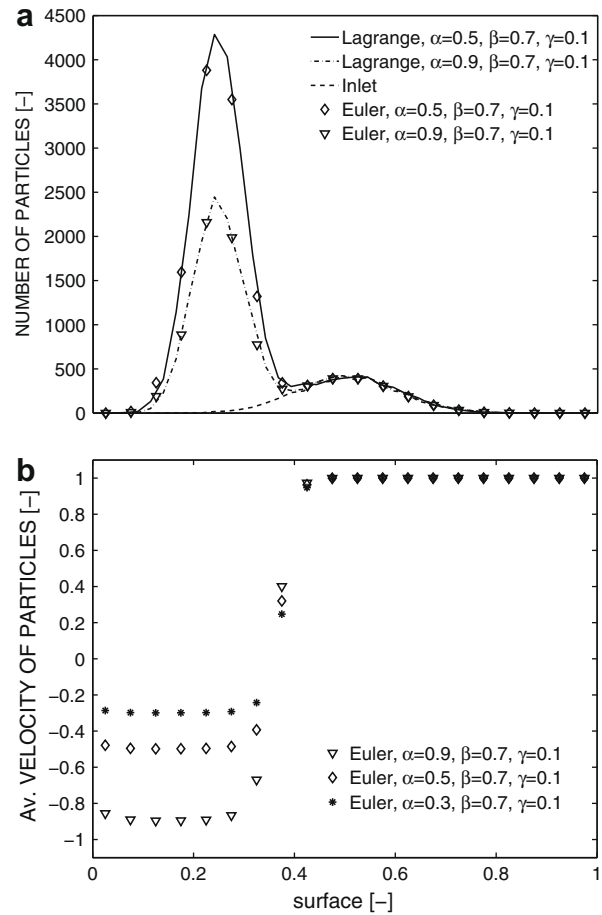 a
4500
4000
3500
3000
2500
2000
1500
1000
500
0
NUMBER OF PARTICLES [-]
Lagrange, α=0.5, β=0.7, γ=0.1
Lagrange, α=0.9, β=0.7, γ=0.1
Inlet
Euler, α=0.5, β=0.7, γ=0.1
Euler, α=0.9, β=0.7, γ=0.1
b
1
0.8
0.6
0.4
0.2
0
−0.2
−0.4
−0.6
−0.8
−1
Av. VELOCITY OF PARTICLES [-]
Euler, α=0.9, β=0.7, γ=0.1
Euler, α=0.5, β=0.7, γ=0.1
Euler, α=0.3, β=0.7, γ=0.1
0 0.2 0.4 0.6 0.8 1
surface [-]